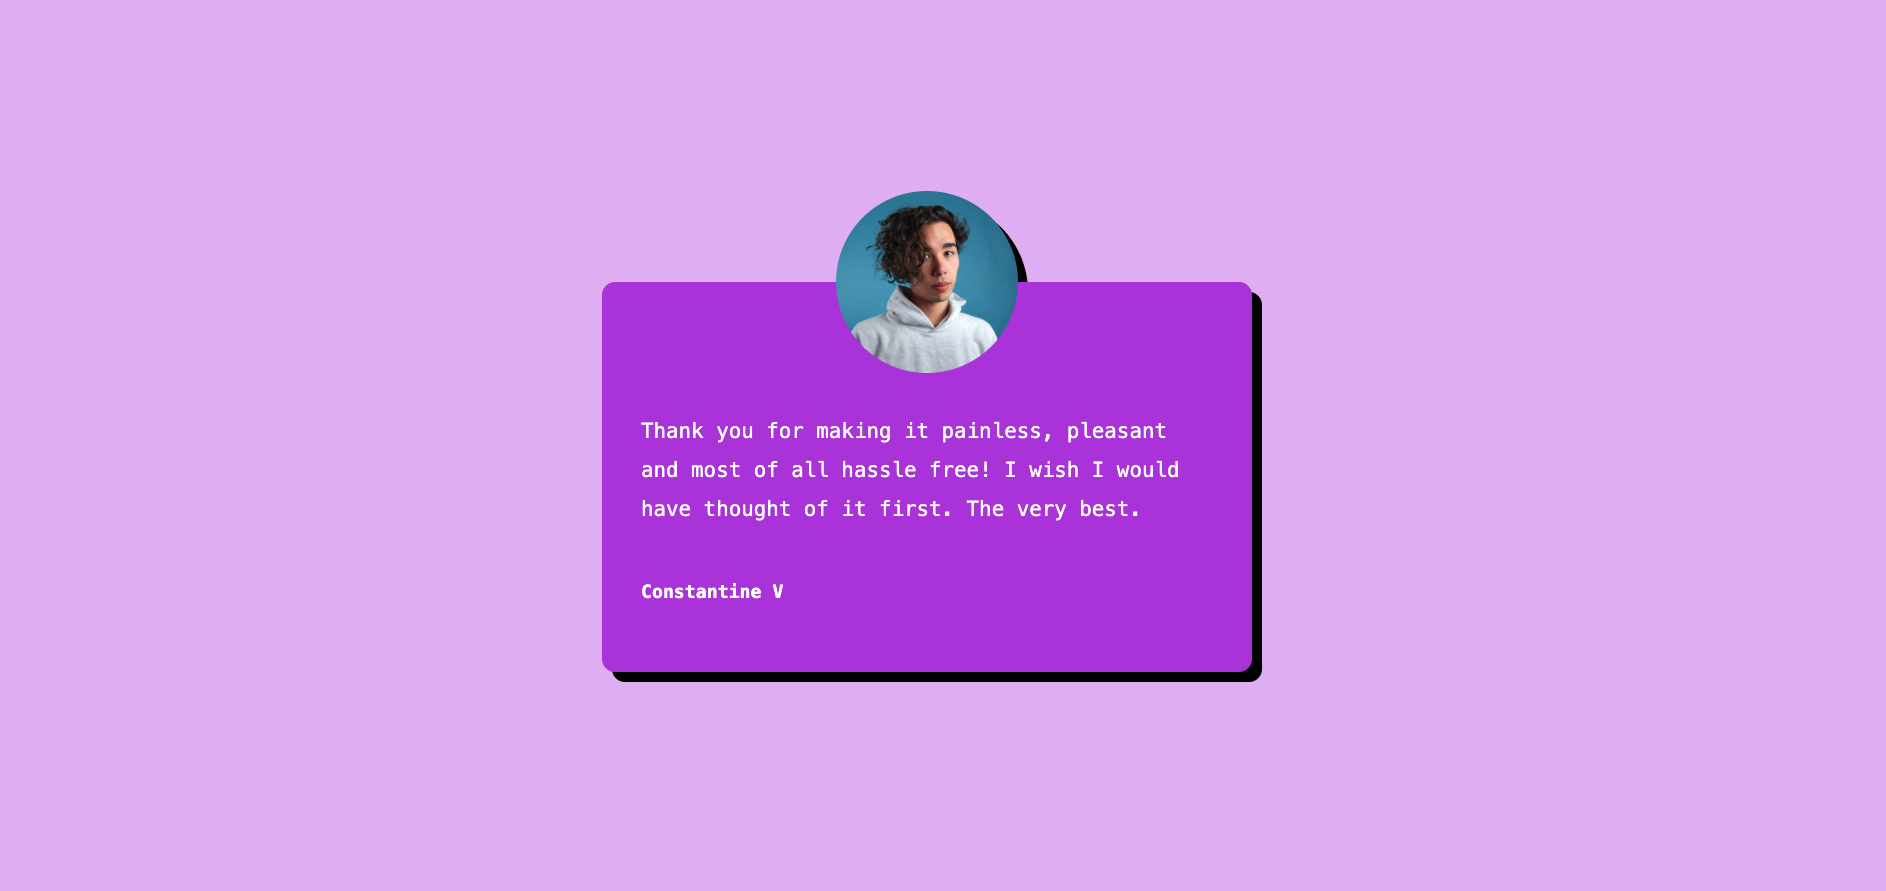 Thank you for making it painless, pleasant
and most of all hassle free! I wish I would
have thought of it first. The very best.
Constantine V